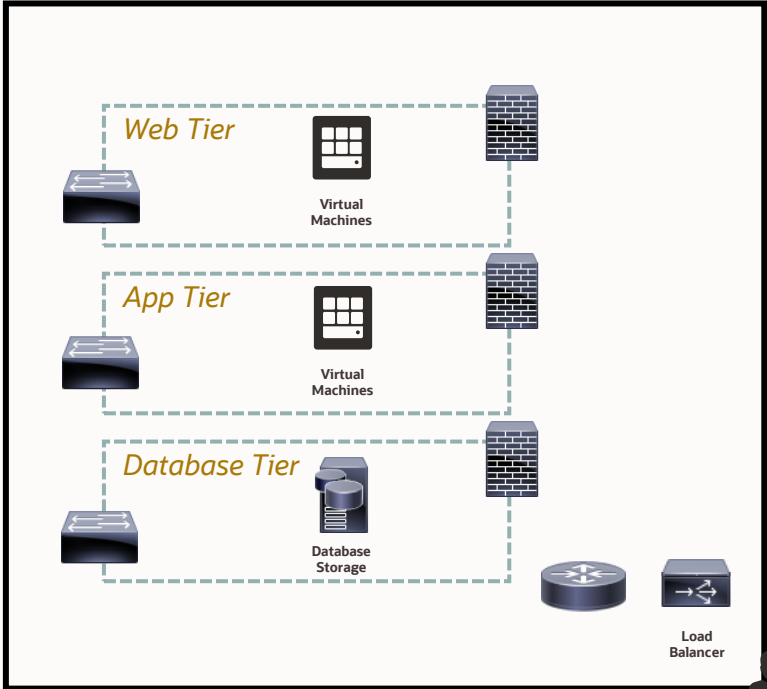 Web Tier
Virtual
Machines
App Tier
Virtual
Machines
Database Tier
Database
Storage
Load
Balancer